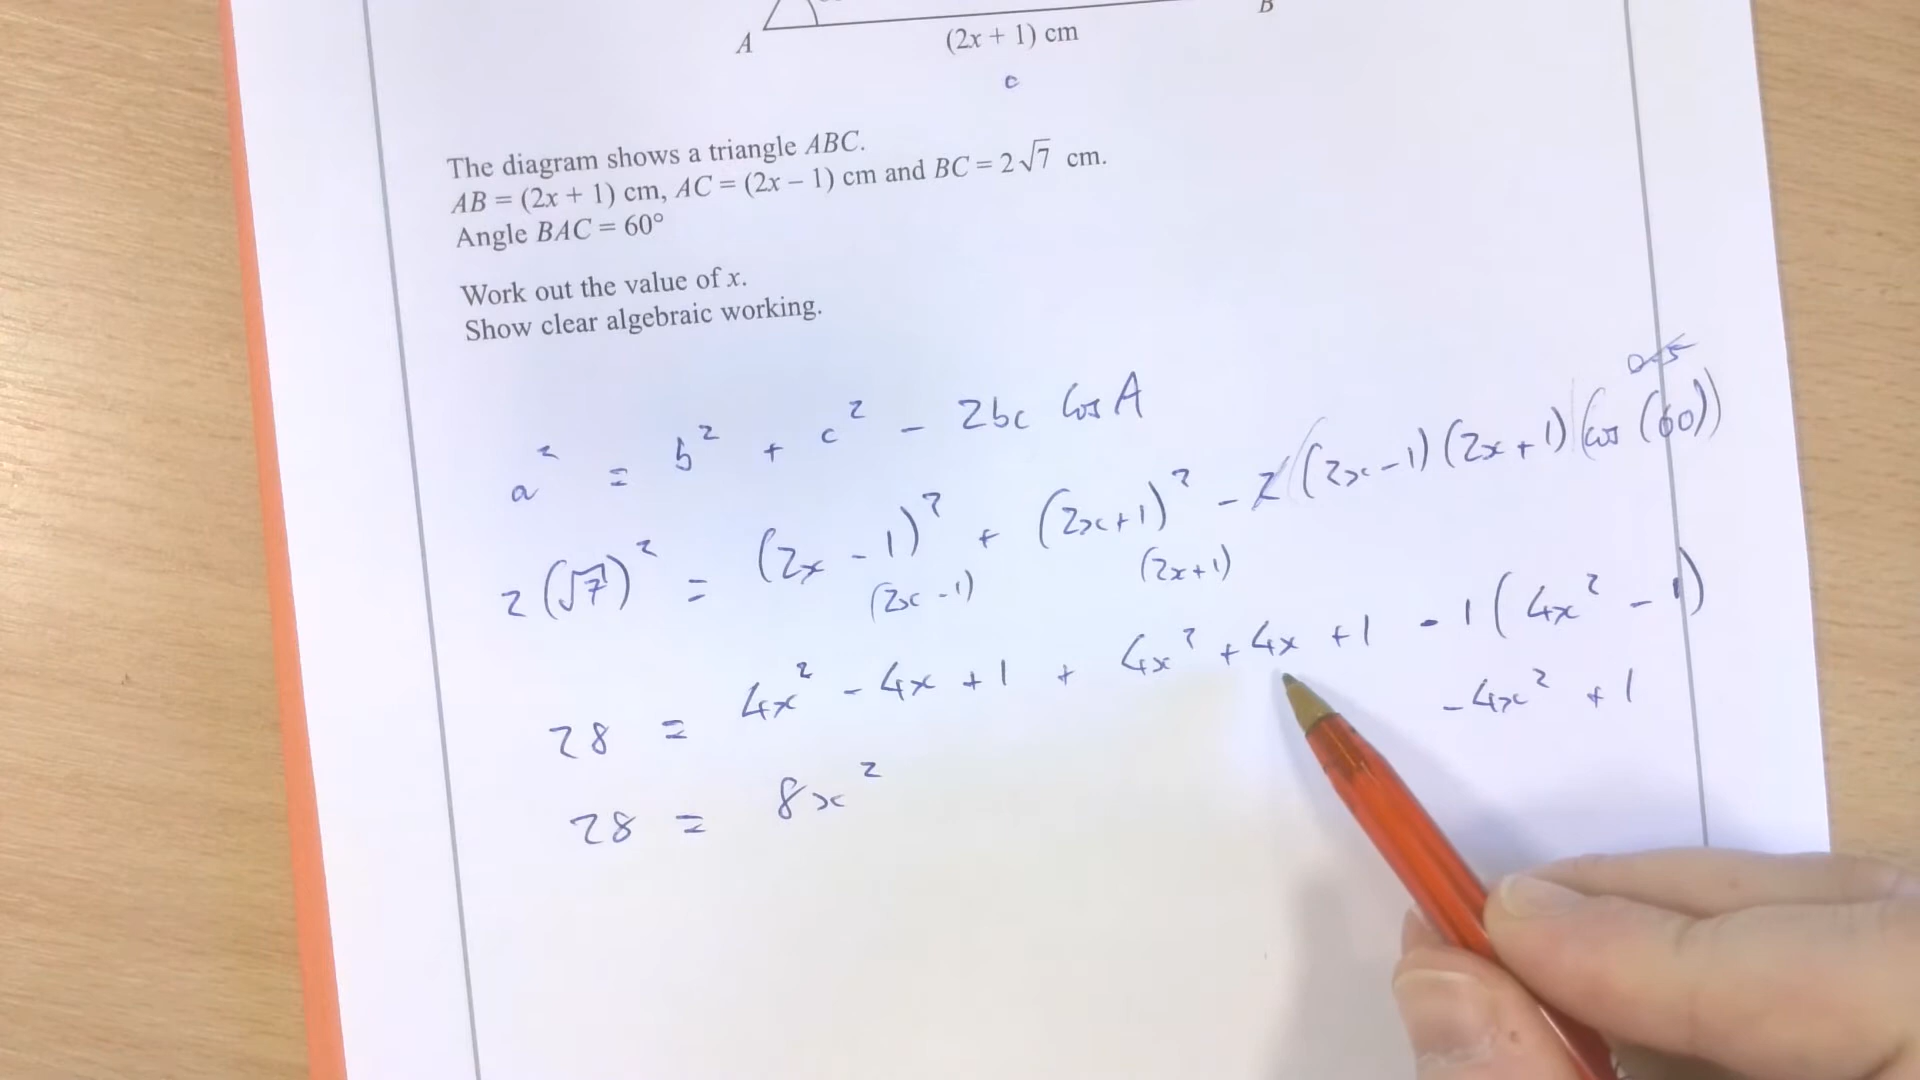 A
B
(2x + 1) cm
c
The diagram shows a triangle ABC.
AB = (2x + 1) cm, AC = (2x − 1) cm and BC = 2√7 cm.
Angle BAC = 60°
Work out the value of x.
Show clear algebraic working.
a² = b² + c² − 2bc Cos A
0.5
2(√7)² = (2x − 1)² + (2x+1)² − 2((2x−1)(2x+1)(cos (60))
(2x −1) (2x+1)
28 = 4x² − 4x + 1 + 4x² + 4x + 1 − 1(4x² − 1)
− 4x² + 1
28 = 8x²